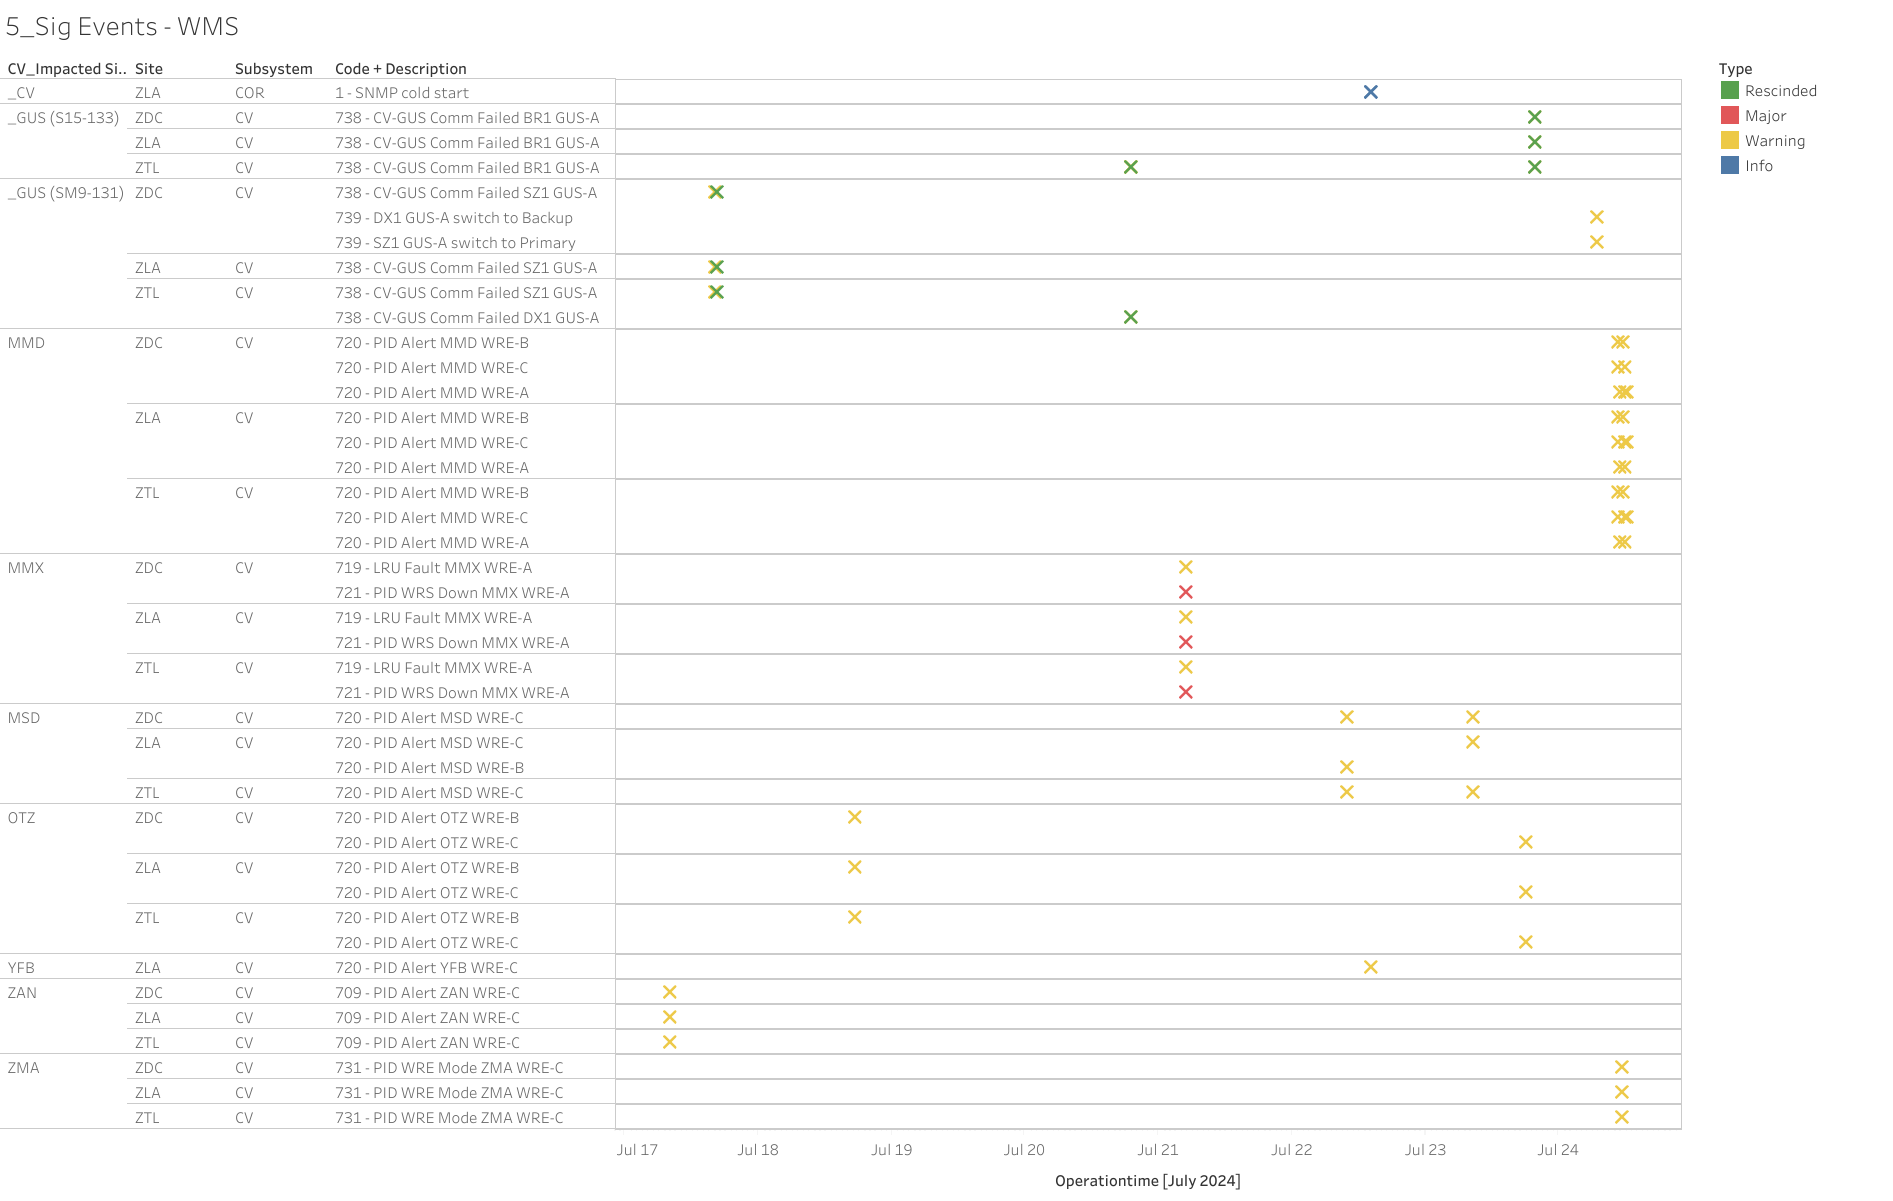 5_Sig Events - WMS
CV_Impacted Si.. Site Subsystem Code + Description
Type
_CV ZLA COR 1 - SNMP cold start
Rescinded
_GUS (S15-133) ZDC CV 738 - CV-GUS Comm Failed BR1 GUS-A
Major
ZLA CV 738 - CV-GUS Comm Failed BR1 GUS-A
Warning
ZTL CV 738 - CV-GUS Comm Failed BR1 GUS-A
Info
_GUS (SM9-131) ZDC CV 738 - CV-GUS Comm Failed SZ1 GUS-A
739 - DX1 GUS-A switch to Backup
739 - SZ1 GUS-A switch to Primary
ZLA CV 738 - CV-GUS Comm Failed SZ1 GUS-A
ZTL CV 738 - CV-GUS Comm Failed SZ1 GUS-A
738 - CV-GUS Comm Failed DX1 GUS-A
MMD ZDC CV 720 - PID Alert MMD WRE-B
720 - PID Alert MMD WRE-C
720 - PID Alert MMD WRE-A
ZLA CV 720 - PID Alert MMD WRE-B
720 - PID Alert MMD WRE-C
720 - PID Alert MMD WRE-A
ZTL CV 720 - PID Alert MMD WRE-B
720 - PID Alert MMD WRE-C
720 - PID Alert MMD WRE-A
MMX ZDC CV 719 - LRU Fault MMX WRE-A
721 - PID WRS Down MMX WRE-A
ZLA CV 719 - LRU Fault MMX WRE-A
721 - PID WRS Down MMX WRE-A
ZTL CV 719 - LRU Fault MMX WRE-A
721 - PID WRS Down MMX WRE-A
MSD ZDC CV 720 - PID Alert MSD WRE-C
ZLA CV 720 - PID Alert MSD WRE-C
720 - PID Alert MSD WRE-B
ZTL CV 720 - PID Alert MSD WRE-C
OTZ ZDC CV 720 - PID Alert OTZ WRE-B
720 - PID Alert OTZ WRE-C
ZLA CV 720 - PID Alert OTZ WRE-B
720 - PID Alert OTZ WRE-C
ZTL CV 720 - PID Alert OTZ WRE-B
720 - PID Alert OTZ WRE-C
YFB ZLA CV 720 - PID Alert YFB WRE-C
ZAN ZDC CV 709 - PID Alert ZAN WRE-C
ZLA CV 709 - PID Alert ZAN WRE-C
ZTL CV 709 - PID Alert ZAN WRE-C
ZMA ZDC CV 731 - PID WRE Mode ZMA WRE-C
ZLA CV 731 - PID WRE Mode ZMA WRE-C
ZTL CV 731 - PID WRE Mode ZMA WRE-C
Jul 17 Jul 18 Jul 19 Jul 20 Jul 21 Jul 22 Jul 23 Jul 24
Operationtime [July 2024]